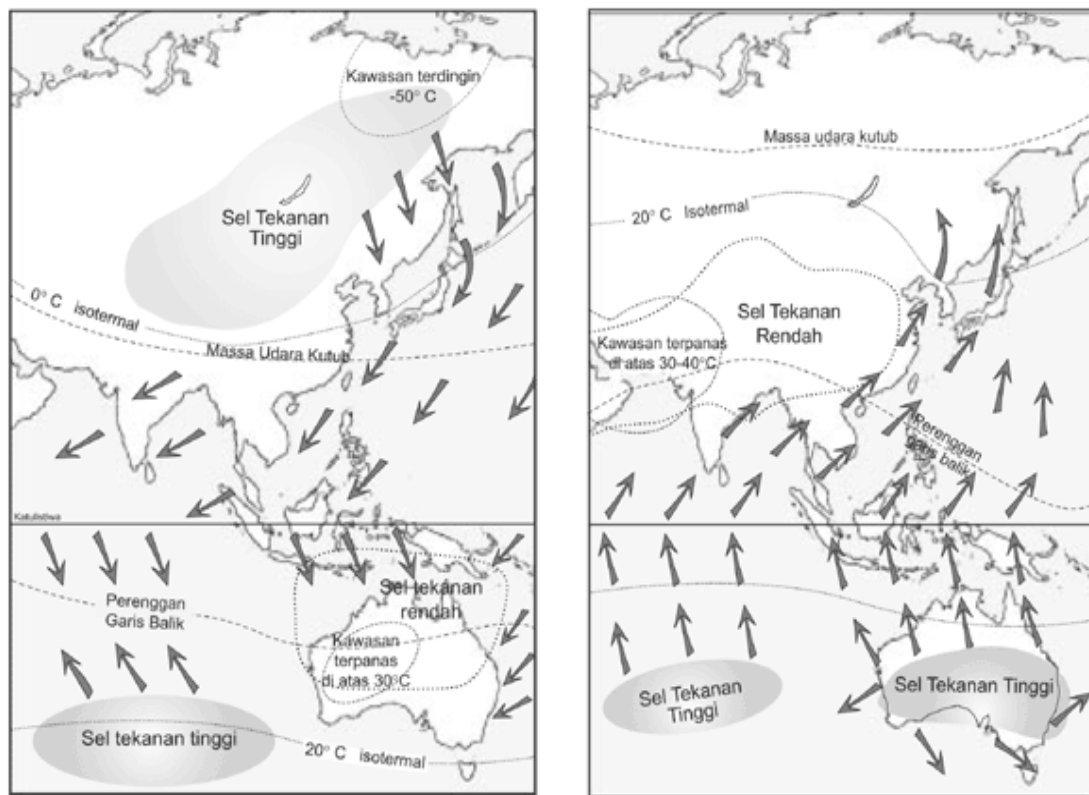 Kawasan terdingin
-50° C
Sel Tekanan
Tinggi
0° C isotermal
Massa Udara Kutub
Katulistiwa
Perenggan
Garis Balik
Sel tekanan
rendah
Kawasan
terpanas
di atas 30°C
Sel tekanan tinggi
20° C isotermal
Massa udara kutub
20° C Isotermal
Sel Tekanan
Rendah
Kawasan terpanas
di atas 30-40°C
Perenggan
garis balik
Sel Tekanan
Tinggi
Sel Tekanan Tinggi